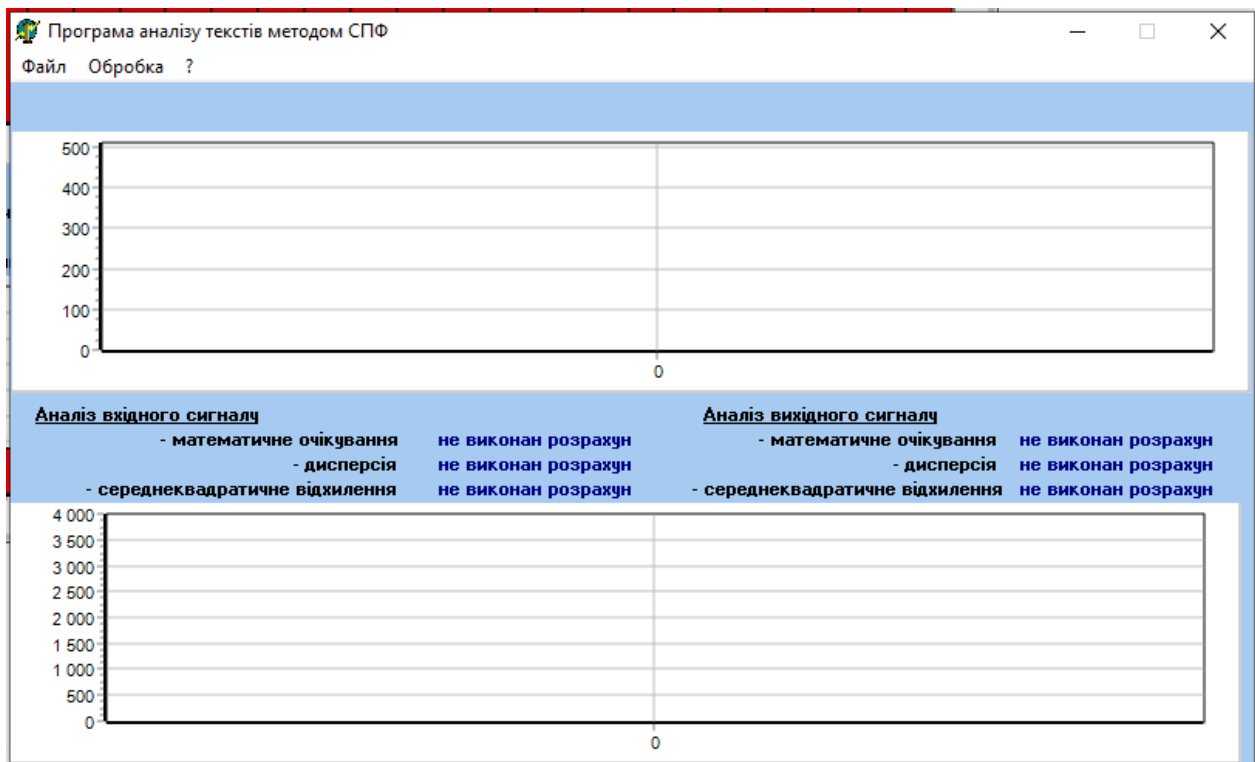 Програма аналізу текстів методом СПФ
Файл Обробка ?
500
400
300
200
100
0
0
Аналіз вхідного сигналу
- математичне очікування не виконан розрахун
- дисперсія не виконан розрахун
- середнеквадратичне відхилення не виконан розрахун
Аналіз вихідного сигналу
- математичне очікування не виконан розрахун
- дисперсія не виконан розрахун
- середнеквадратичне відхилення не виконан розрахун
4 000
3 500
3 000
2 500
2 000
1 500
1 000
500
0
0